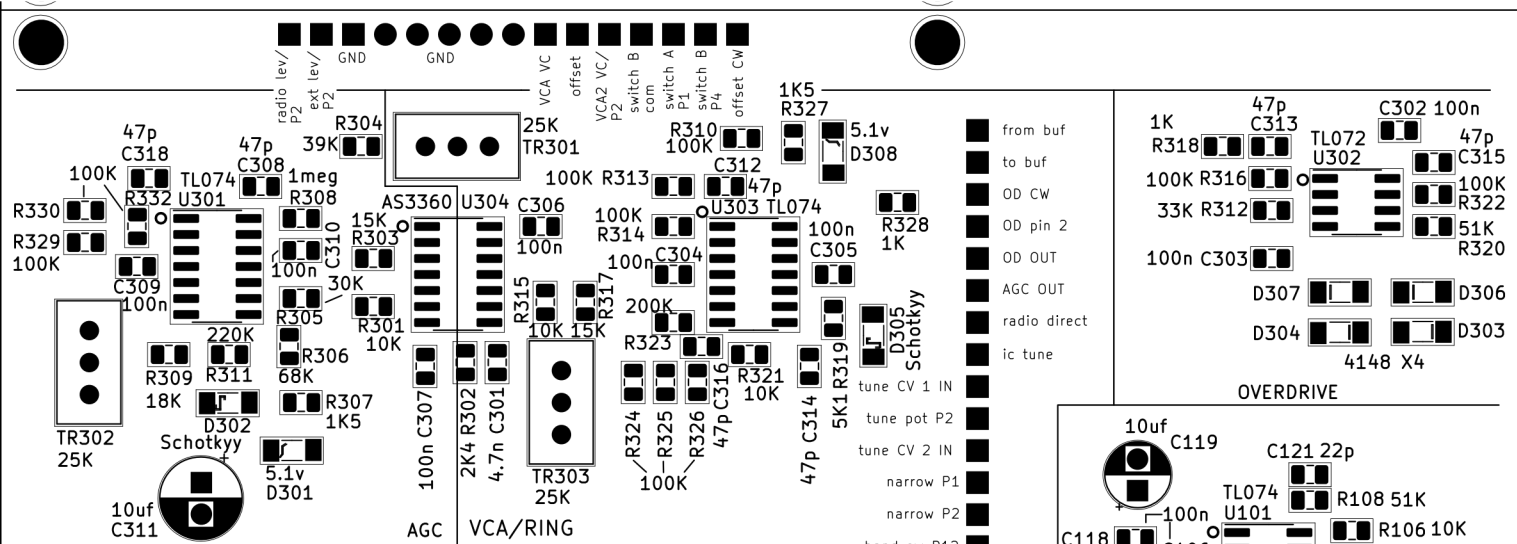 radio lev/
P2
ext lev/
P2
GND
GND
VCA VC
offset
VCA2 VC/
P2
switch B
com
switch A
P1
switch B
P4
offset CW
47p
C318
100K
R332
TL074
U301
47p
C308
1meg
R308
R304
39K
25K
TR301
R330
R329
100K
C309
100n
C310
100n
30K
R305
220K
R309
18K
R311
R306
68K
R307
1K5
D302
Schotkyy
TR302
25K
5.1v
D301
+
10uf
C311
AS3360
U304
15K
R303
R301
10K
C306
100n
R315
10K
R317
15K
100n C307
2K4 R302
4.7n C301
TR303
25K
AGC
VCA/RING
R310
100K
C312
47p
100K R313
100K
R314
U303 TL074
100n
C304
200K
R323
100n
C305
1K5
R327
5.1v
D308
R328
1K
R324
R325
R326
100K
47p C316
R321
10K
47p C314
5K1 R319
D305
Schotkyy
from buf
to buf
OD CW
OD pin 2
OD OUT
AGC OUT
radio direct
ic tune
tune CV 1 IN
tune pot P2
tune CV 2 IN
narrow P1
narrow P2
1K
R318
47p
C313
TL072
U302
C302 100n
47p
C315
100K R316
33K R312
100K
R322
51K
R320
100n C303
D307
D306
D304
D303
4148 X4
OVERDRIVE
10uf
C119
+
C121 22p
TL074
U101
R108 51K
100n
C118
R106 10K